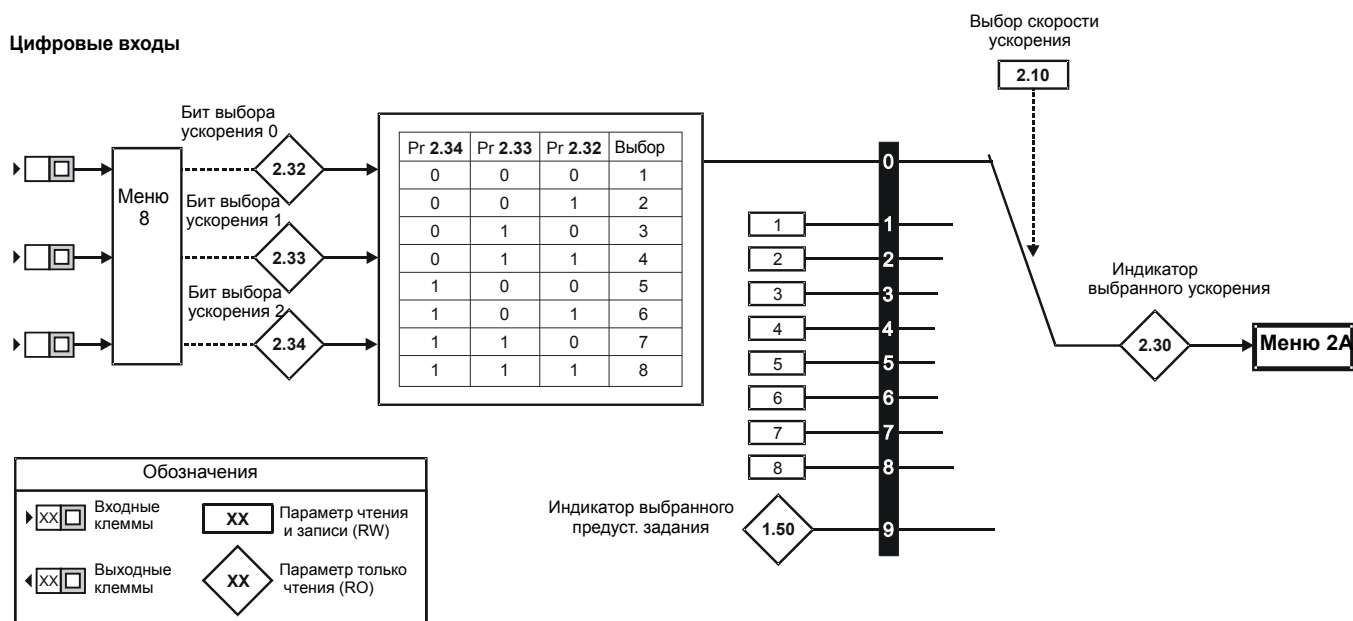 Цифровые входы
Выбор скорости
ускорения
2.10
Бит выбора
ускорения 0
2.32
Бит выбора
ускорения 1
2.33
Бит выбора
ускорения 2
2.34
Меню
8
Pr 2.34 Pr 2.33 Pr 2.32 Выбор
0 0 0 1
0 0 1 2
0 1 0 3
0 1 1 4
1 0 0 5
1 0 1 6
1 1 0 7
1 1 1 8
0
1 1
2 2
3 3
4 4
5 5
6 6
7 7
8 8
Индикатор выбранного
предуст. задания
1.50
9
Индикатор
выбранного ускорения
2.30
Меню 2A
Обозначения
XX
Входные
клеммы
XX
Параметр чтения
и записи (RW)
XX
Выходные
клеммы
XX
Параметр только
чтения (RO)